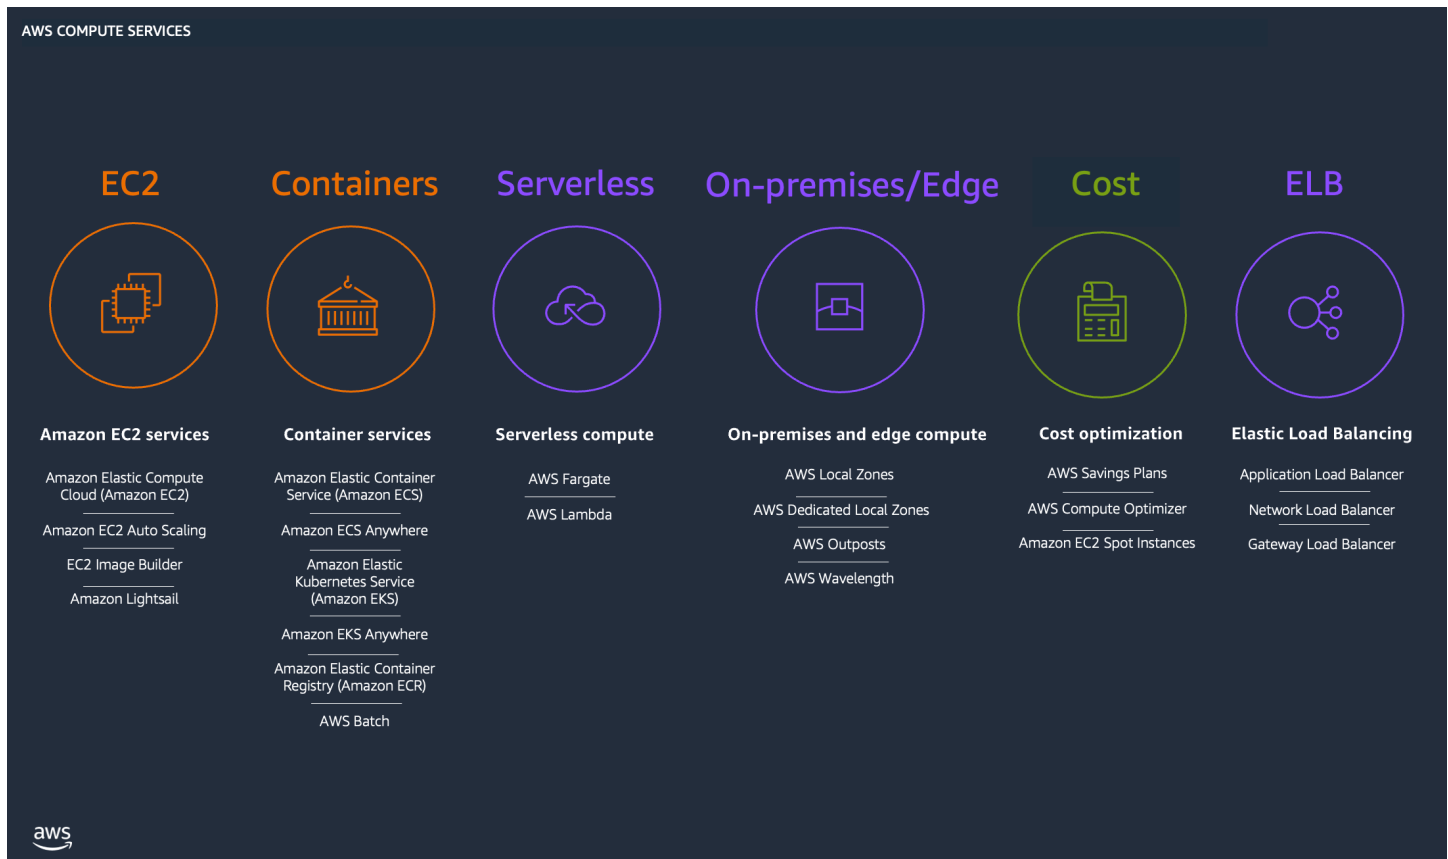 AWS COMPUTE SERVICES
EC2
Amazon EC2 services
Amazon Elastic Compute
Cloud (Amazon EC2)
Amazon EC2 Auto Scaling
EC2 Image Builder
Amazon Lightsail
Containers
Container services
Amazon Elastic Container
Service (Amazon ECS)
Amazon ECS Anywhere
Amazon Elastic
Kubernetes Service
(Amazon EKS)
Amazon EKS Anywhere
Amazon Elastic Container
Registry (Amazon ECR)
AWS Batch
Serverless
Serverless compute
AWS Fargate
AWS Lambda
On-premises/Edge
On-premises and edge compute
AWS Local Zones
AWS Dedicated Local Zones
AWS Outposts
AWS Wavelength
Cost
Cost optimization
AWS Savings Plans
AWS Compute Optimizer
Amazon EC2 Spot Instances
ELB
Elastic Load Balancing
Application Load Balancer
Network Load Balancer
Gateway Load Balancer
aws